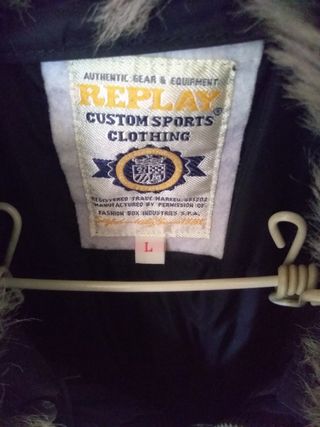 AUTHENTIC GEAR & EQUIPMENT
REPLAY®
CUSTOM SPORTS
CLOTHING
REGISTERED TRADE MARKED
MANUFACTURED BY PERMISSION OF
FASHION BOX INDUSTRIES S.P.A.
L